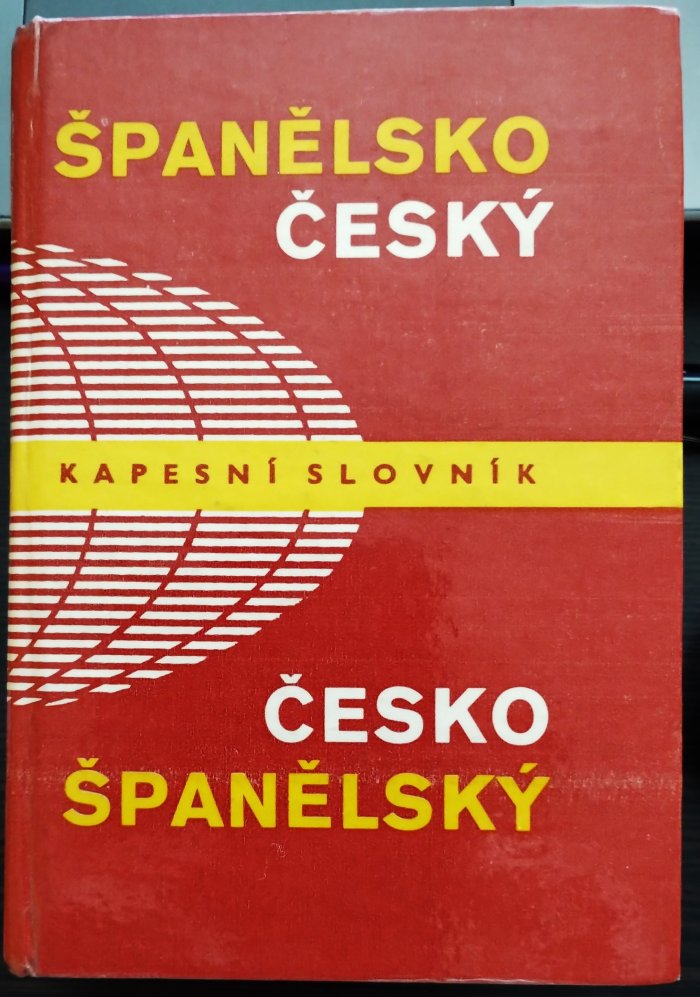 ŠPANĚLSKO
ČESKÝ
KAPESNÍ SLOVNÍK
ČESKO
ŠPANĚLSKÝ